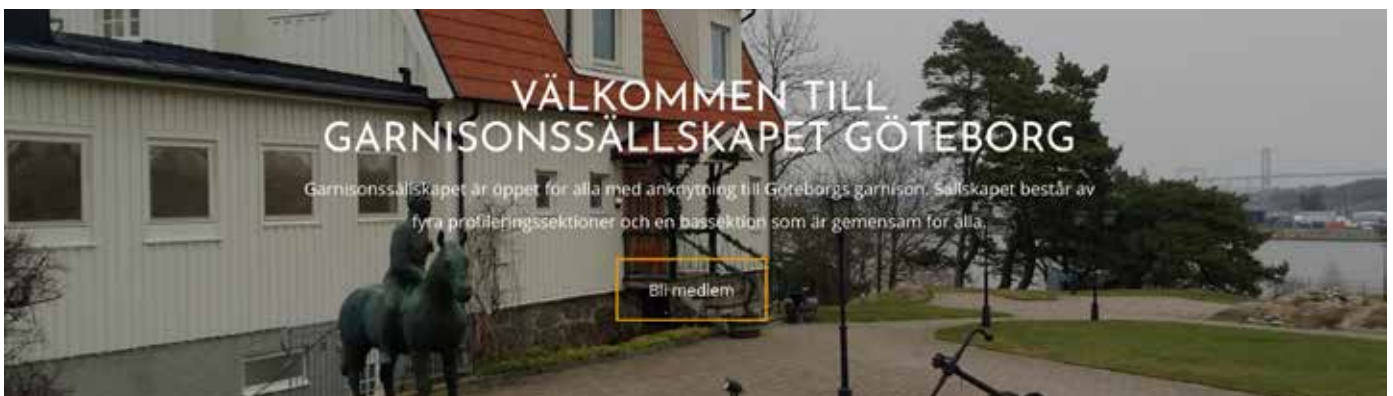 VÄLKOMMEN TILL
GARNISONSSÄLLSKAPET GÖTEBORG
Garnisonssällskapet är öppet för alla med anknytning till Göteborgs garnison. Sällskapet består av
fyra profileringssektioner och en bassektion som är gemensam för alla.
Bli medlem